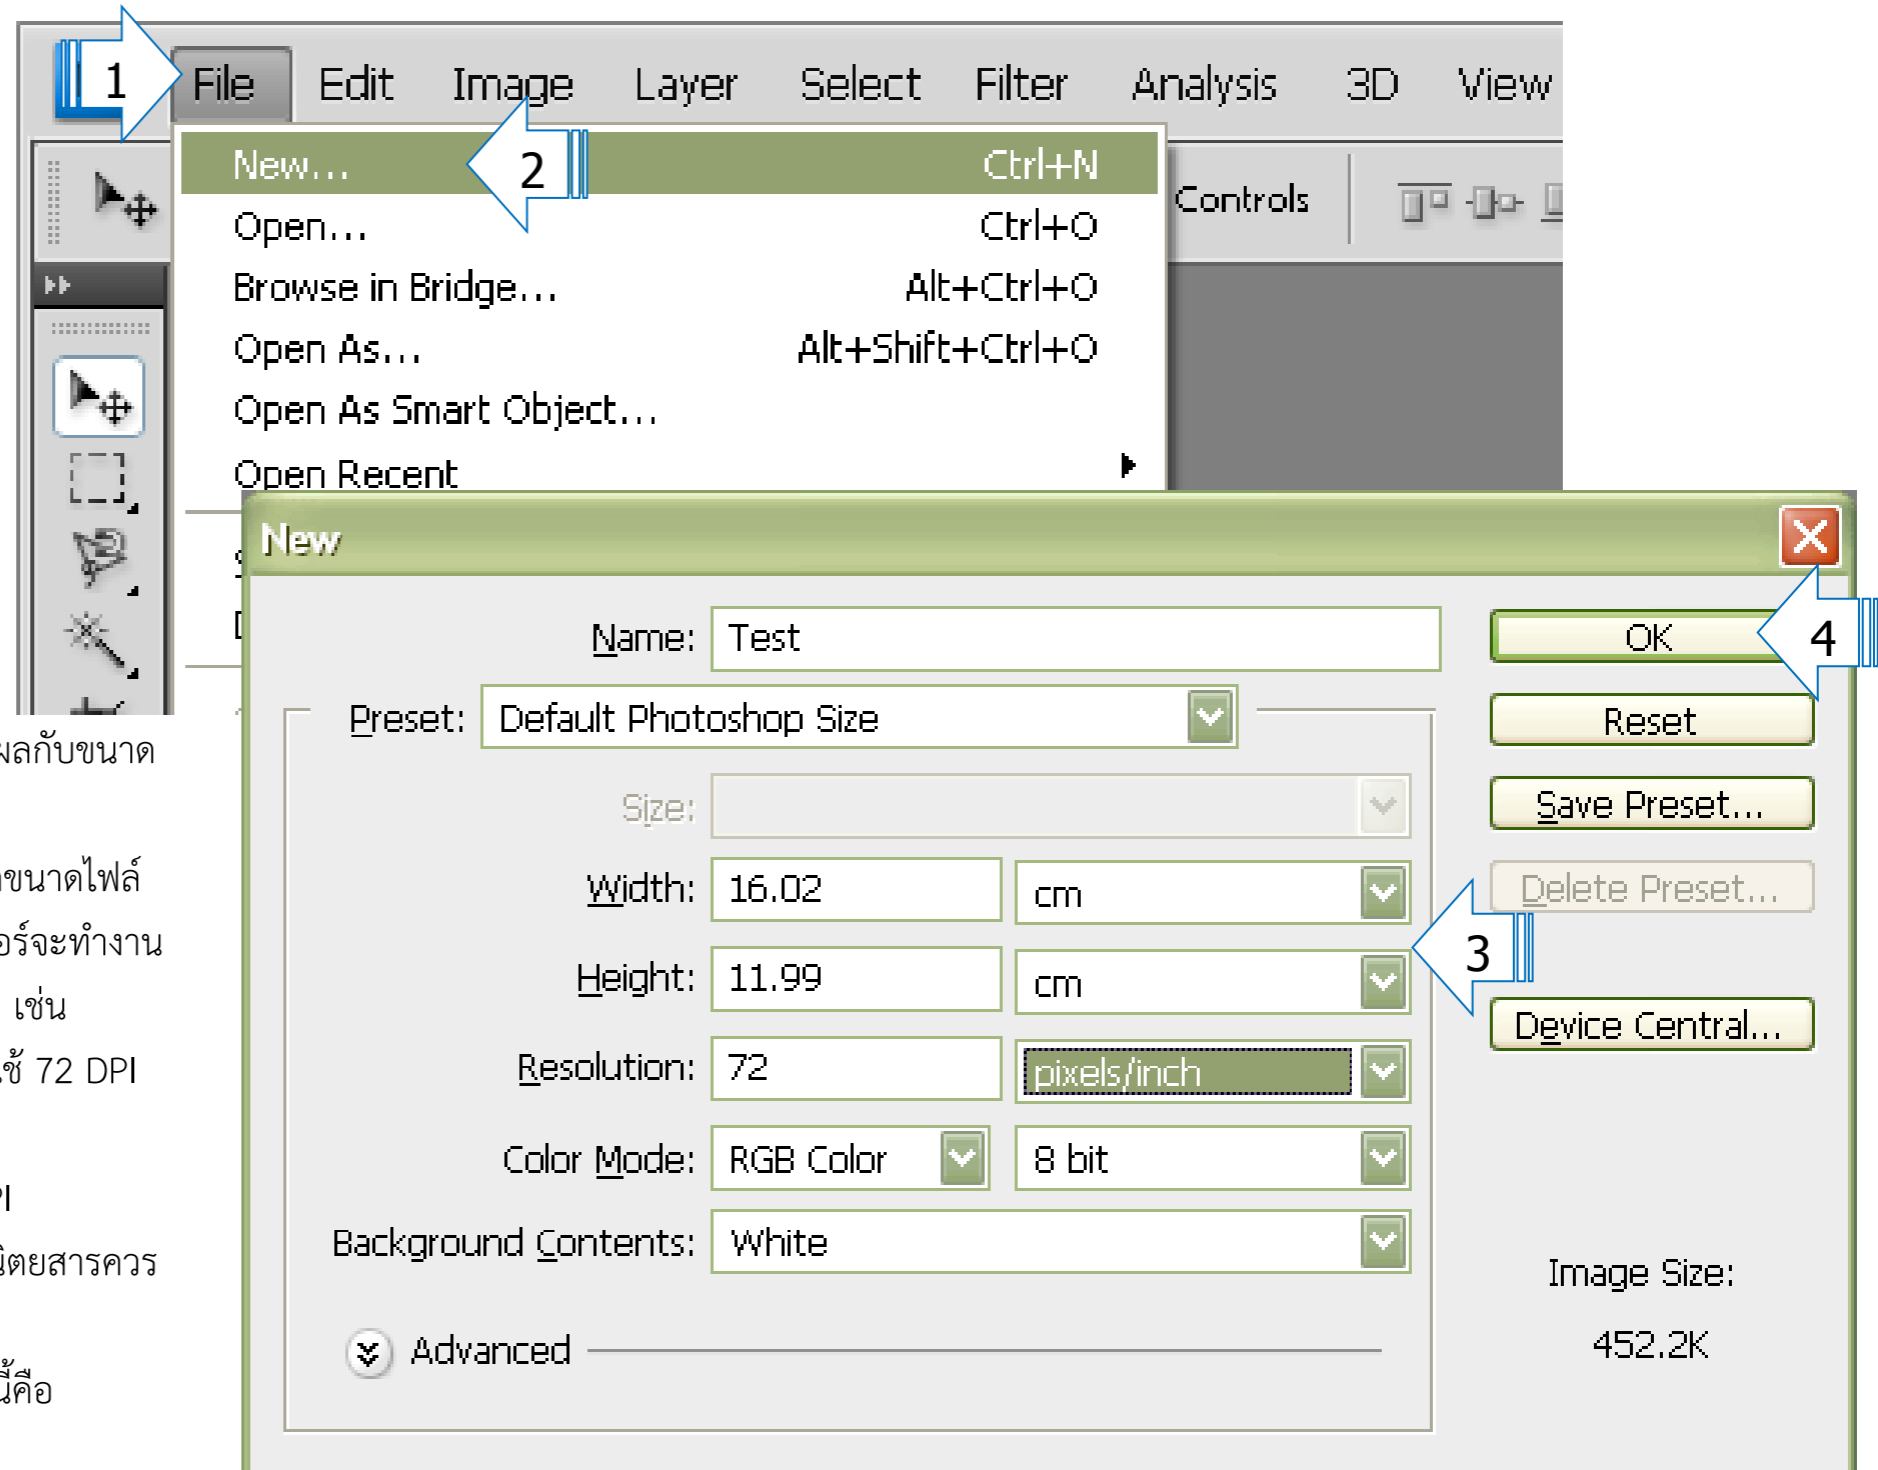 1 File Edit Image Layer Select Filter Analysis 3D View
New... 2 Ctrl+N
Controls
Open... Ctrl+O
Browse in Bridge... Alt+Ctrl+O
Open As... Alt+Shift+Ctrl+O
Open As Smart Object...
Open Recent
New
Name: Test
OK 4
Preset: Default Photoshop Size
Reset
Size:
Save Preset...
Width: 16.02 cm
Delete Preset...
3
Height: 11.99 cm
Device Central...
Resolution: 72 pixels/inch
Color Mode: RGB Color 8 bit
Background Contents: White
Image Size:
452.2K
Advanced
ผลกับขนาด
ขนาดไฟล์
อร์จะทำงาน
เช่น
ช้ 72 DPI
PI
นิตยสารควร
นี้คือ